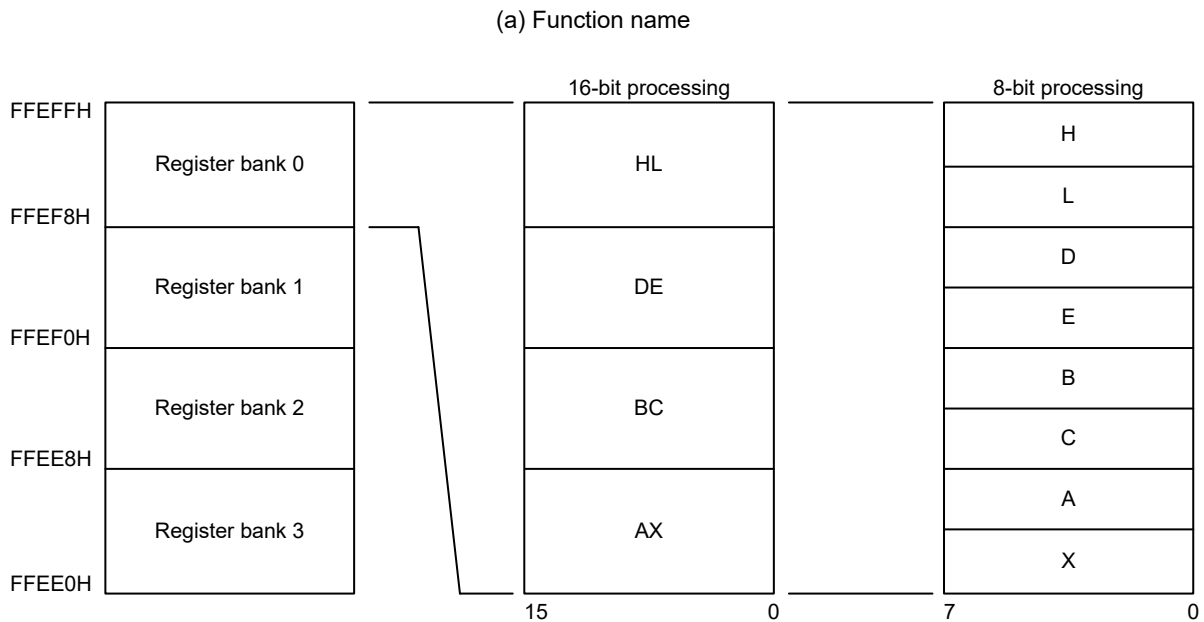 (a) Function name
16-bit processing 8-bit processing
FFEFFH
H
Register bank 0 HL
L
FFEF8H
D
Register bank 1 DE
E
FFEF0H
B
Register bank 2 BC
C
FFEE8H
A
Register bank 3 AX
X
FFEE0H
15 0 7 0